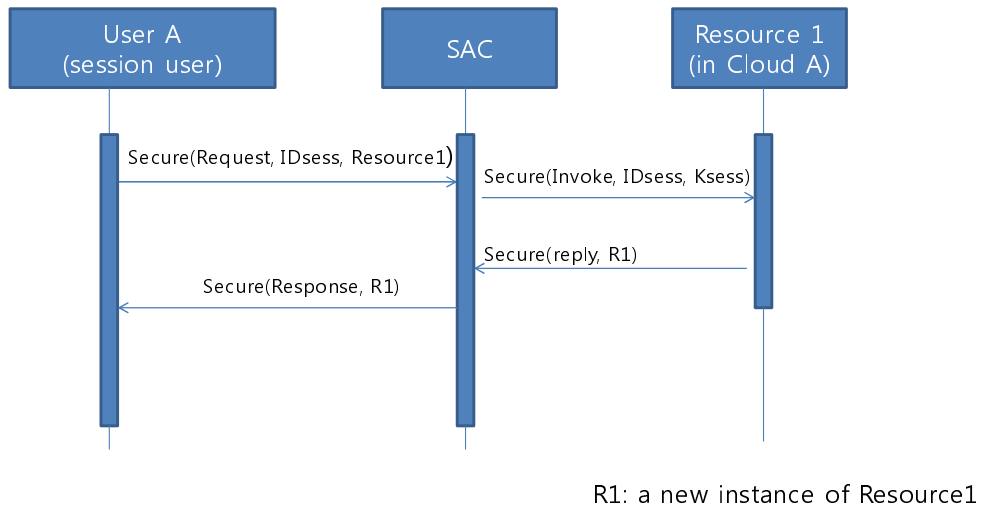 User A
(session user)
SAC
Resource 1
(in Cloud A)
Secure(Request, IDsess, Resource1)
Secure(Invoke, IDsess, Ksess)
Secure(reply, R1)
Secure(Response, R1)
R1: a new instance of Resource1